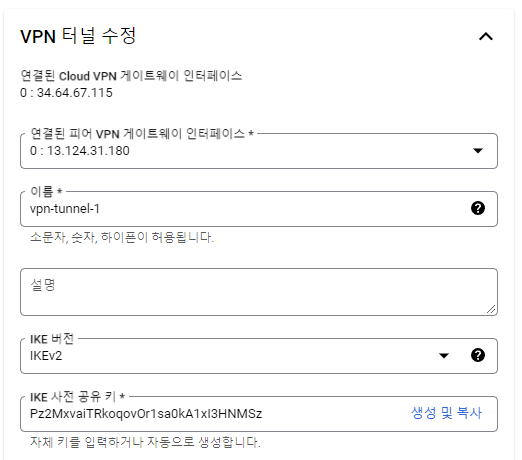 VPN 터널 수정
연결된 Cloud VPN 게이트웨이 인터페이스
0 : 34.64.67.115
연결된 피어 VPN 게이트웨이 인터페이스 *
0 : 13.124.31.180
이름 *
vpn-tunnel-1
소문자, 숫자, 하이픈이 허용됩니다.
설명
IKE 버전
IKEv2
IKE 사전 공유 키 *
Pz2MxvaiTRkoqovOr1sa0kA1xI3HNMSz
생성 및 복사
자체 키를 입력하거나 자동으로 생성합니다.